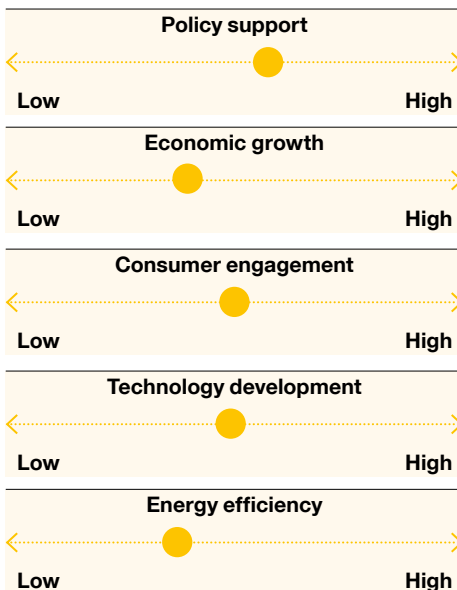 Policy support
Low High
Economic growth
Low High
Consumer engagement
Low High
Technology development
Low High
Energy efficiency
Low High